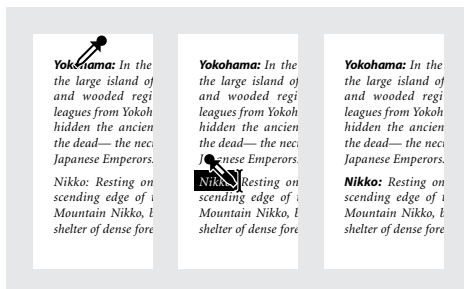 Yokohama: In the
the large island of
and wooded regi
leagues from Yokoh
hidden the ancien
the dead— the nec
Japanese Emperors.
Nikko: Resting on
scending edge of
Mountain Nikko, b
shelter of dense fore
Yokohama: In the
the large island of
and wooded regi
leagues from Yokoh
hidden the ancien
the dead— the nec
Japanese Emperors.
Nikko: Resting on
scending edge of
Mountain Nikko, b
shelter of dense fore
Yokohama: In the
the large island of
and wooded regi
leagues from Yokoh
hidden the ancien
the dead— the nec
Japanese Emperors.
Nikko: Resting on
scending edge of
Mountain Nikko, b
shelter of dense fore